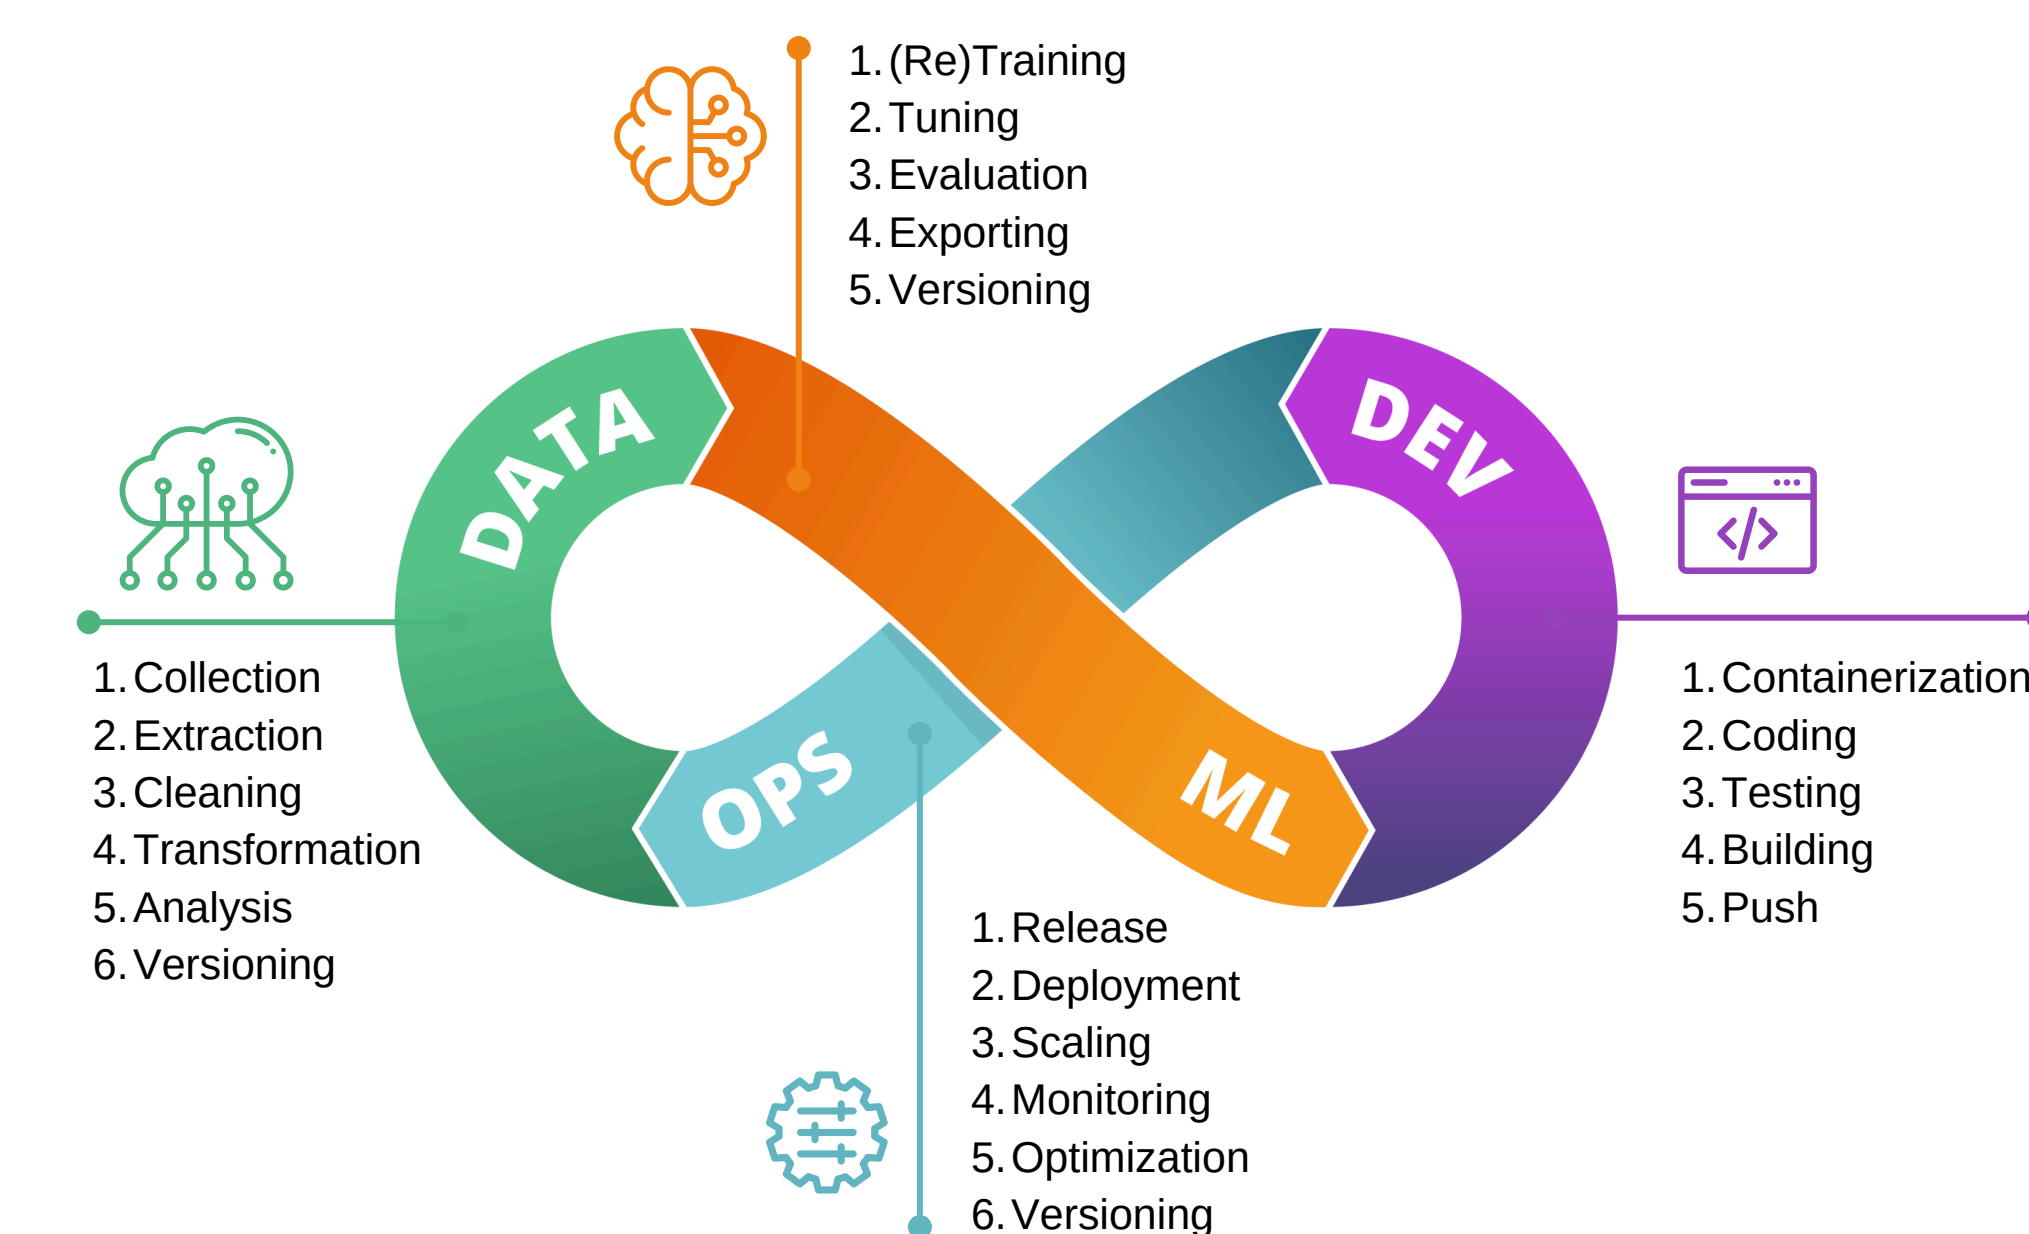 1. (Re)Training
2. Tuning
3. Evaluation
4. Exporting
5. Versioning
DATA
DEV
OPS
ML
1. Collection
2. Extraction
3. Cleaning
4. Transformation
5. Analysis
6. Versioning
1. Containerization
2. Coding
3. Testing
4. Building
5. Push
1. Release
2. Deployment
3. Scaling
4. Monitoring
5. Optimization
6. Versioning